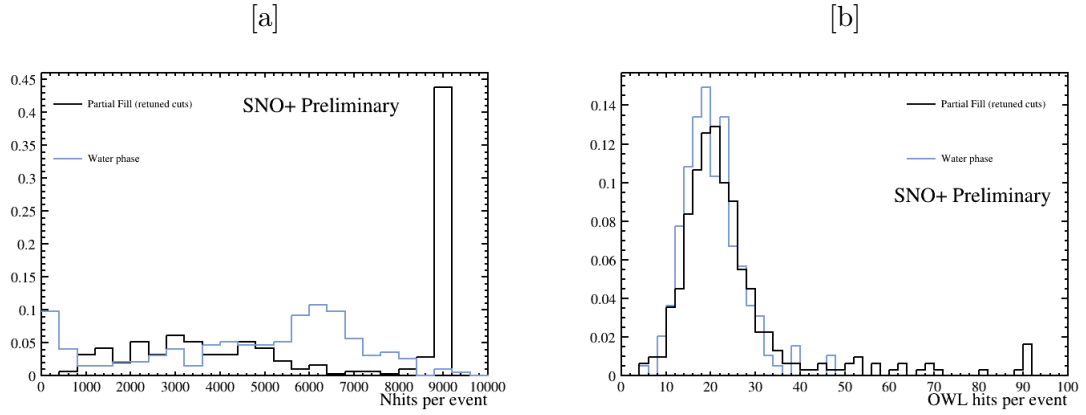 [a]
[b]
0.45
0.4
0.35
0.3
0.25
0.2
0.15
0.1
0.05
0
Partial Fill (retuned cuts)
Water phase
SNO+ Preliminary
0 1000 2000 3000 4000 5000 6000 7000 8000 9000 10000
Nhits per event
0.14
0.12
0.1
0.08
0.06
0.04
0.02
0
Partial Fill (retuned cuts)
Water phase
SNO+ Preliminary
0 10 20 30 40 50 60 70 80 90 100
OWL hits per event